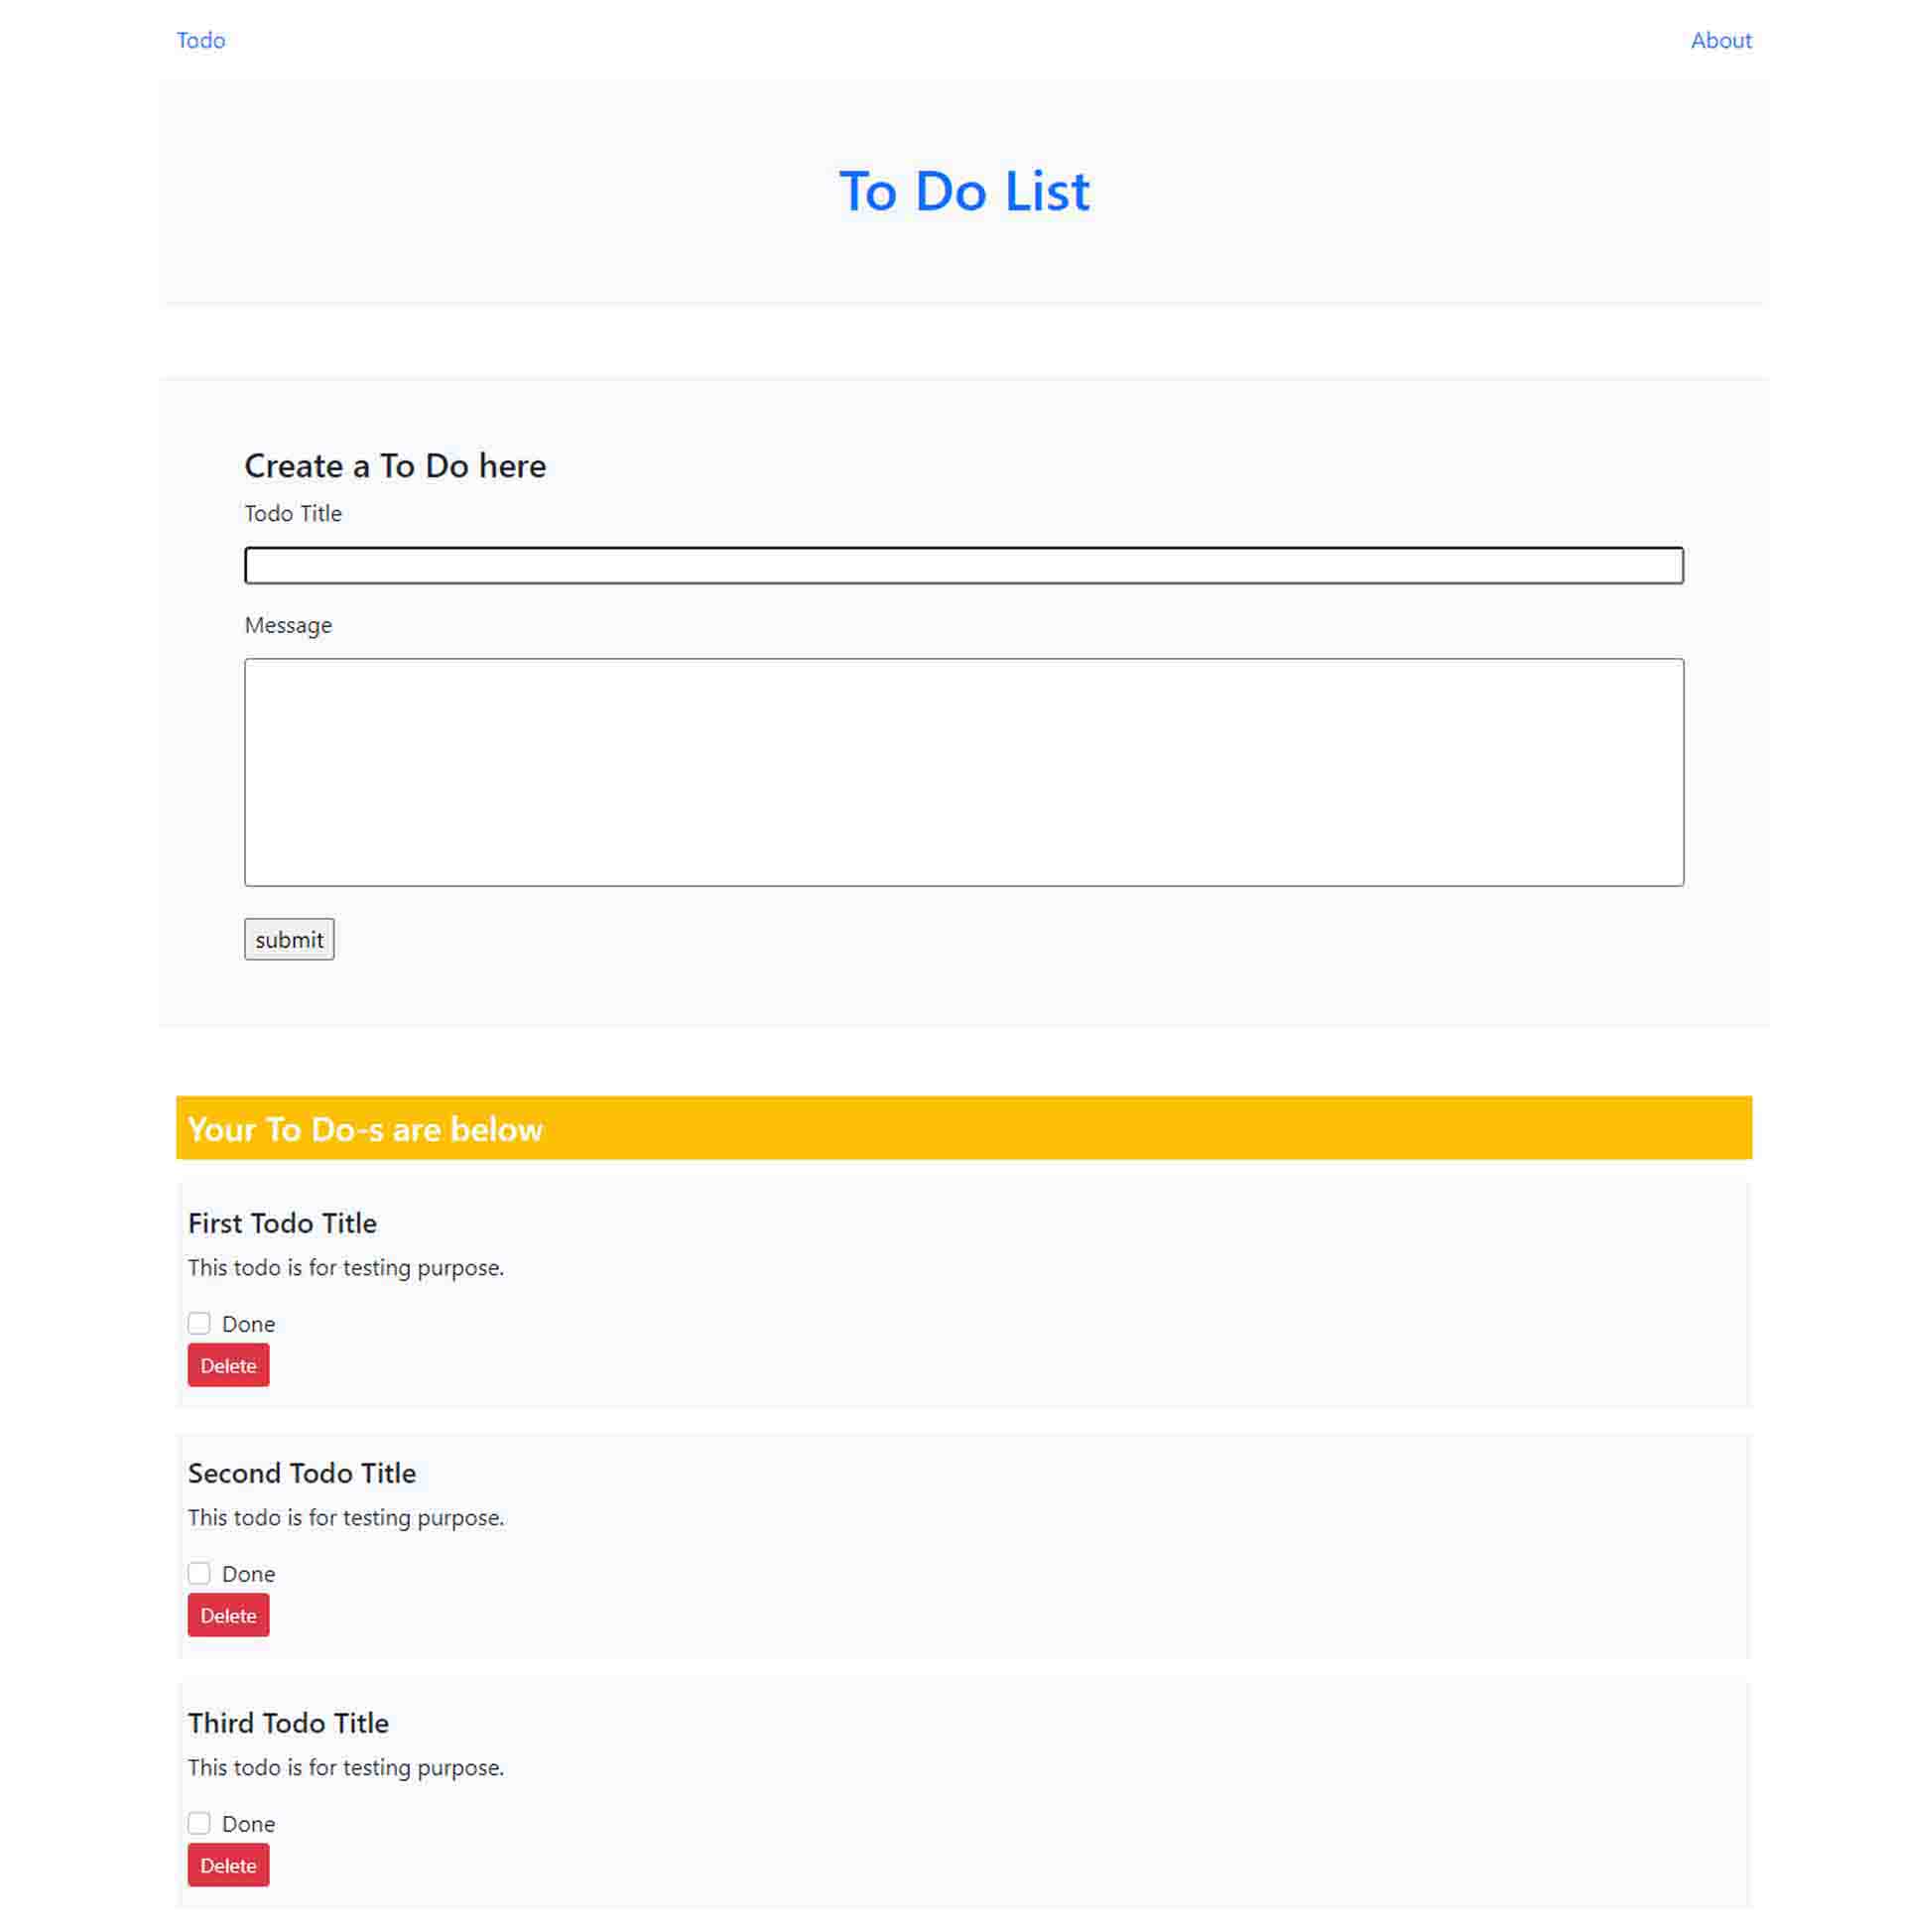 Todo About
To Do List
Create a To Do here
Todo Title
Message
submit
Your To Do-s are below
First Todo Title
This todo is for testing purpose.
Done
Delete
Second Todo Title
This todo is for testing purpose.
Done
Delete
Third Todo Title
This todo is for testing purpose.
Done
Delete